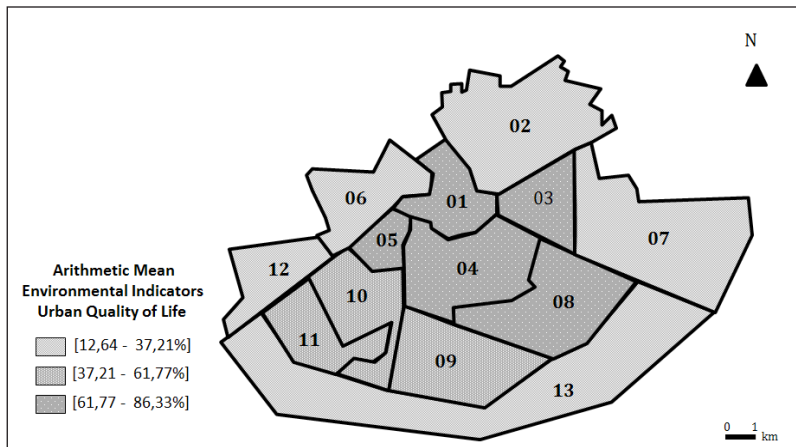 N
02
06
01
03
05
07
12
04
10
08
11
09
13
Arithmetic Mean
Environmental Indicators
Urban Quality of Life
[12,64 - 37,21%]
[37,21 - 61,77%]
[61,77 - 86,33%]
0 1
km